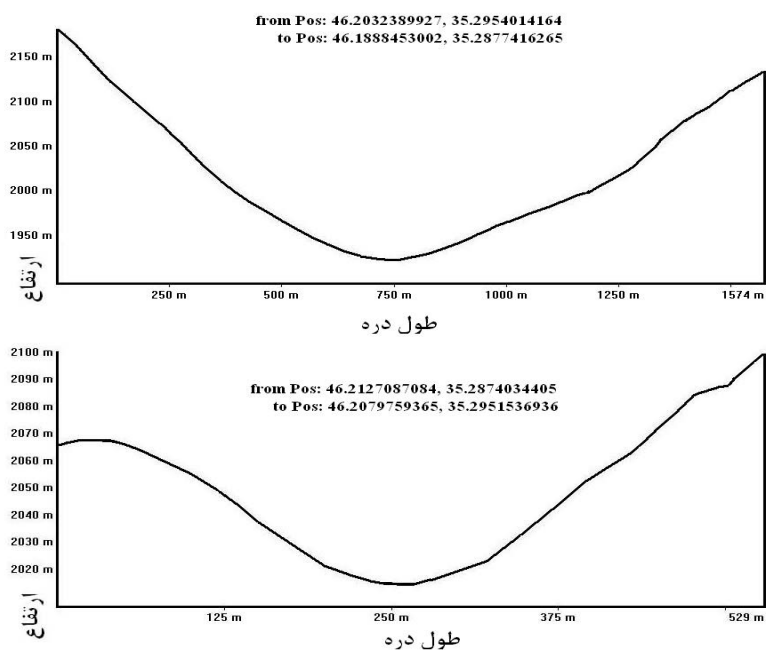 from Pos: 46.2032389927, 35.2954014164
to Pos: 46.1888453002, 35.2877416265
2150 m
2100 m
2050 m
2000 m
1950 m
ارتفاع
250 m 500 m 750 m 1000 m 1250 m 1574 m
طول دره
2100 m
from Pos: 46.2127087084, 35.2874034405
to Pos: 46.2079759365, 35.2951536936
2090 m
2080 m
2070 m
2060 m
2050 m
2040 m
2030 m
2020 m
ارتفاع
125 m 250 m 375 m 529 m
طول دره